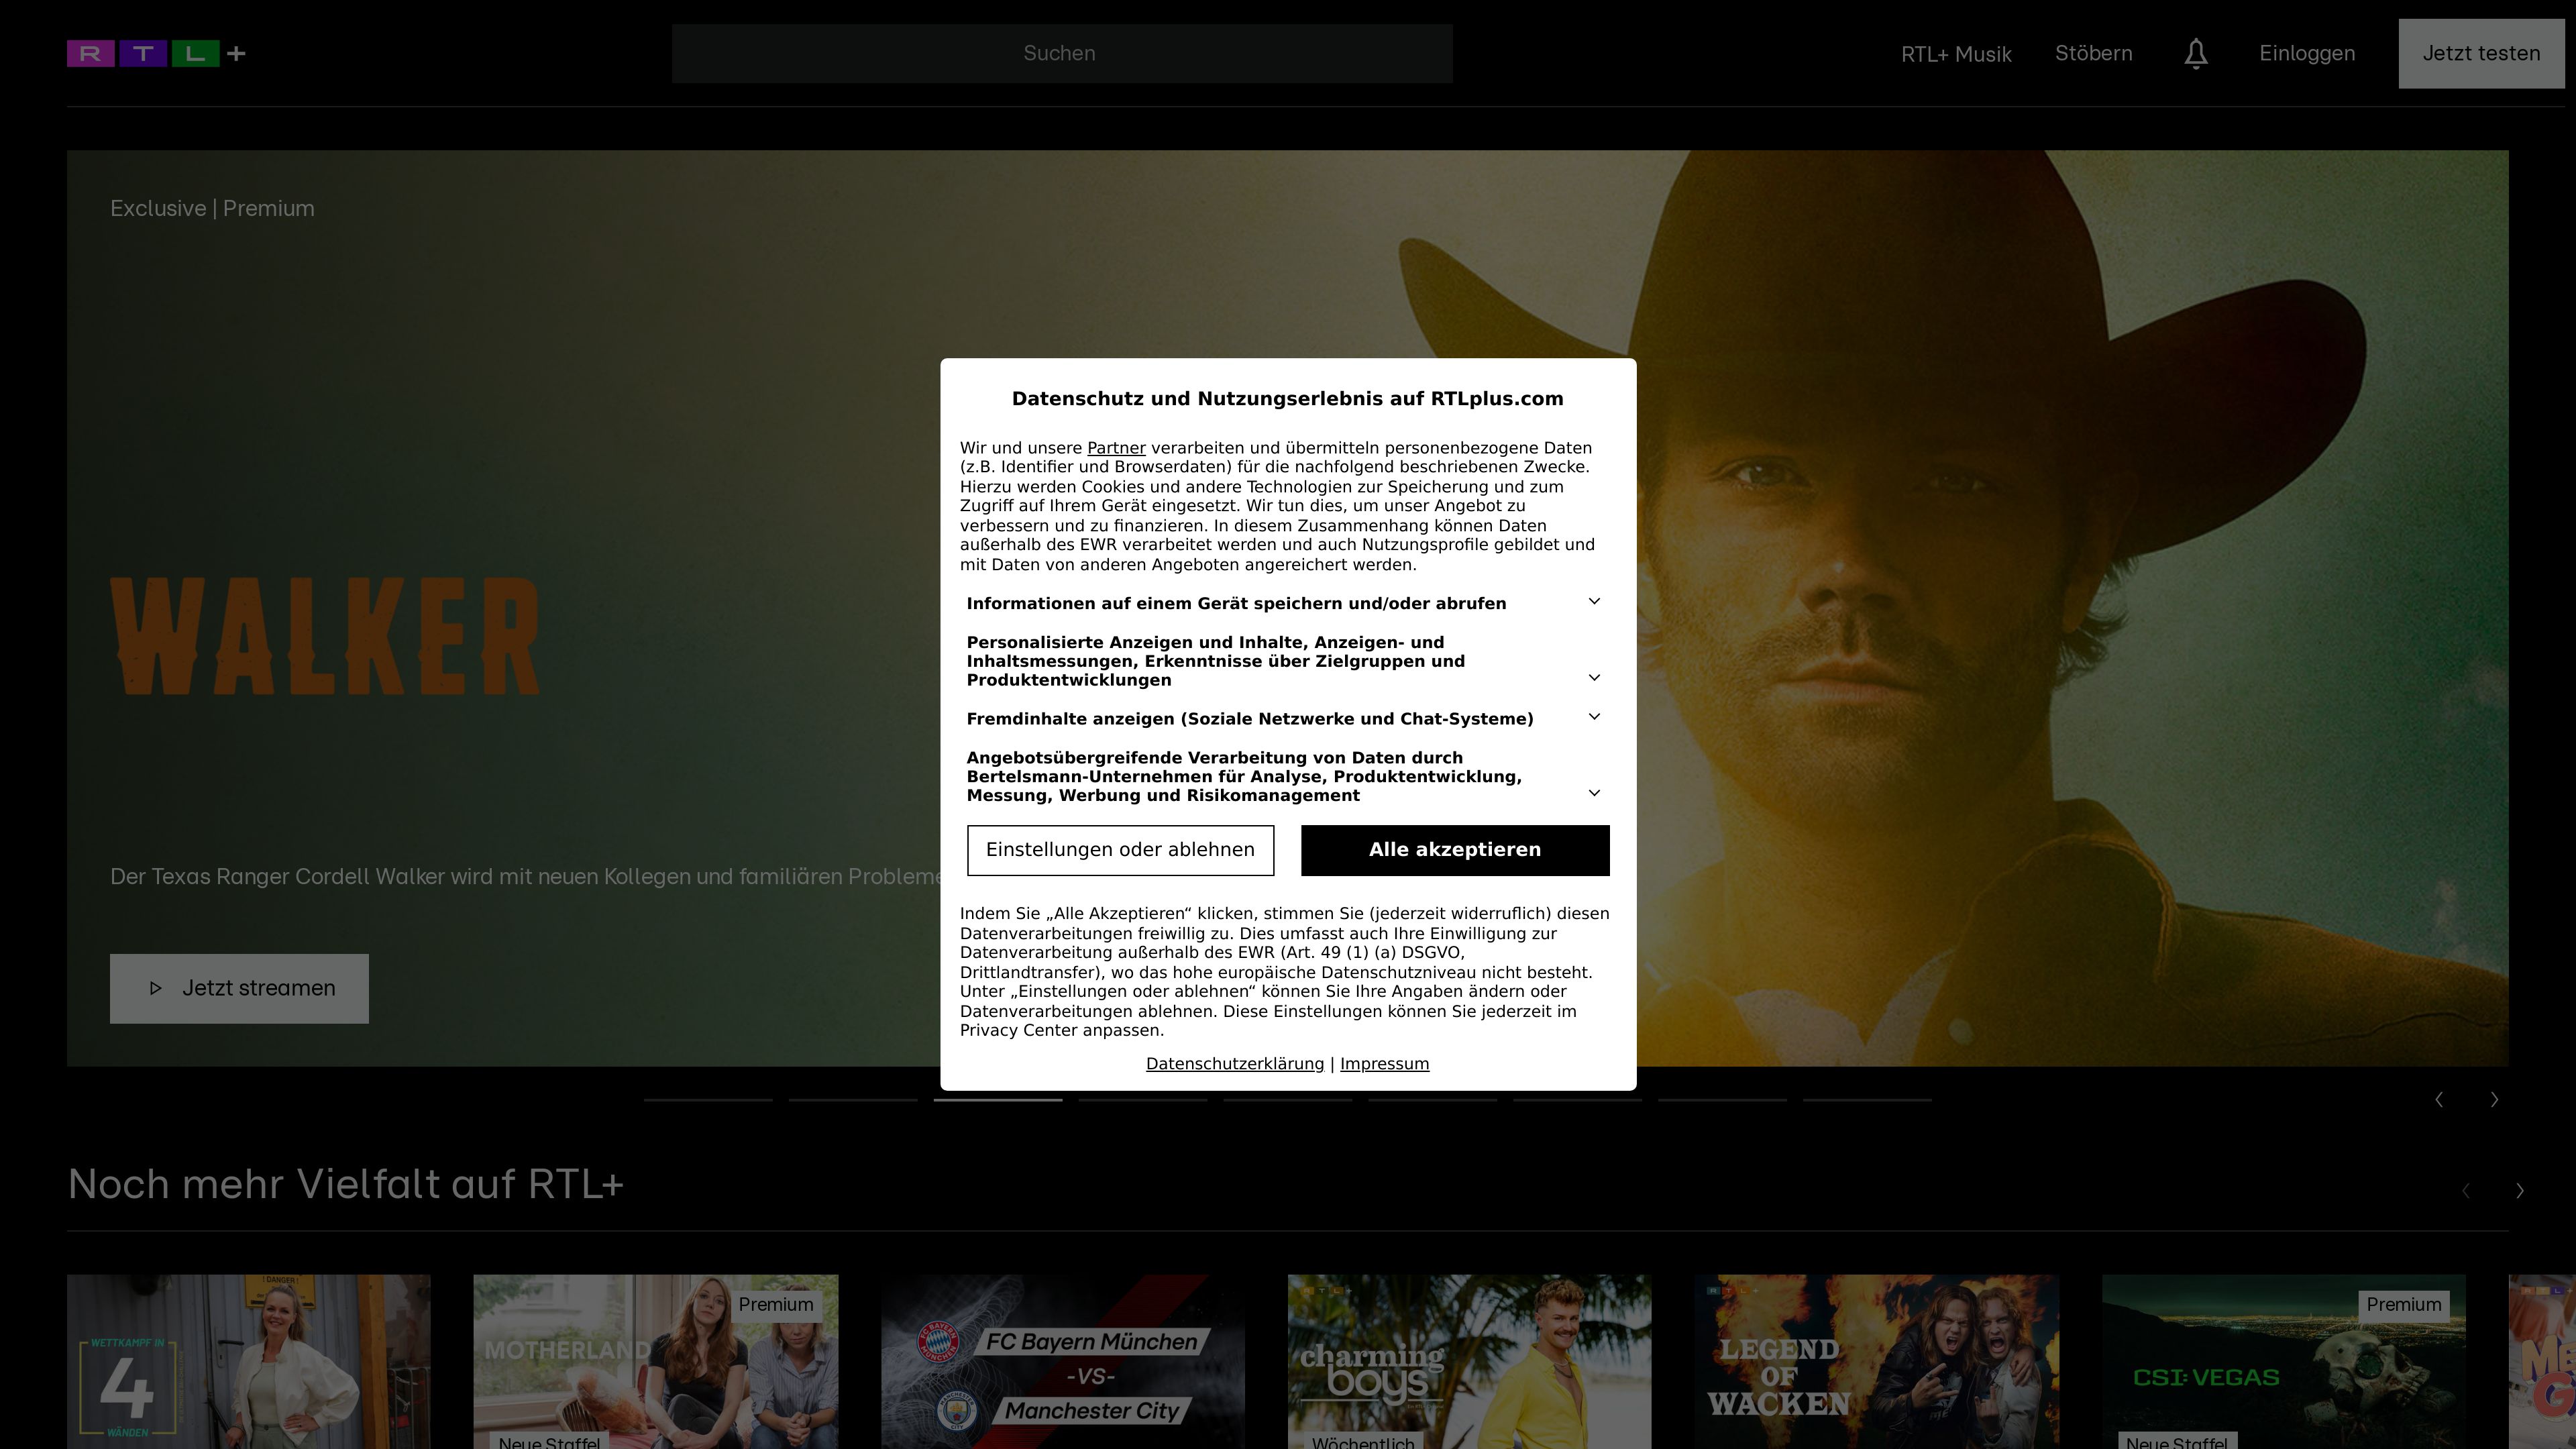 RTL+
Suchen
RTL+ Musik
Stöbern
Einloggen
Jetzt testen
Exclusive | Premium
WALKER
Der Texas Ranger Cordell Walker wird mit neuen Kollegen und familiären Probleme
Jetzt streamen
Datenschutz und Nutzungserlebnis auf RTLplus.com
Wir und unsere Partner verarbeiten und übermitteln personenbezogene Daten
(z.B. Identifier und Browserdaten) für die nachfolgend beschriebenen Zwecke.
Hierzu werden Cookies und andere Technologien zur Speicherung und zum
Zugriff auf Ihrem Gerät eingesetzt. Wir tun dies, um unser Angebot zu
verbessern und zu finanzieren. In diesem Zusammenhang können Daten
außerhalb des EWR verarbeitet werden und auch Nutzungsprofile gebildet und
mit Daten von anderen Angeboten angereichert werden.
Informationen auf einem Gerät speichern und/oder abrufen
Personalisierte Anzeigen und Inhalte, Anzeigen- und
Inhaltsmessungen, Erkenntnisse über Zielgruppen und
Produktentwicklungen
Fremdinhalte anzeigen (Soziale Netzwerke und Chat-Systeme)
Angebotsübergreifende Verarbeitung von Daten durch
Bertelsmann-Unternehmen für Analyse, Produktentwicklung,
Messung, Werbung und Risikomanagement
Einstellungen oder ablehnen
Alle akzeptieren
Indem Sie „Alle Akzeptieren“ klicken, stimmen Sie (jederzeit widerruflich) diesen
Datenverarbeitungen freiwillig zu. Dies umfasst auch Ihre Einwilligung zur
Datenverarbeitung außerhalb des EWR (Art. 49 (1) (a) DSGVO,
Drittlandtransfer), wo das hohe europäische Datenschutzniveau nicht besteht.
Unter „Einstellungen oder ablehnen“ können Sie Ihre Angaben ändern oder
Datenverarbeitungen ablehnen. Diese Einstellungen können Sie jederzeit im
Privacy Center anpassen.
Datenschutzerklärung | Impressum
Noch mehr Vielfalt auf RTL+
! DANGER !
WETTKAMPF IN
4
WÄNDEN
Premium
MOTHERLAND
Neue Staffel
FC Bayern München
-VS-
Manchester City
RTL+
charming
boys
Wöchentlich
RTL+
LEGEND
OF
WACKEN
Premium
CSI: VEGAS
Neue Staffel
RTL